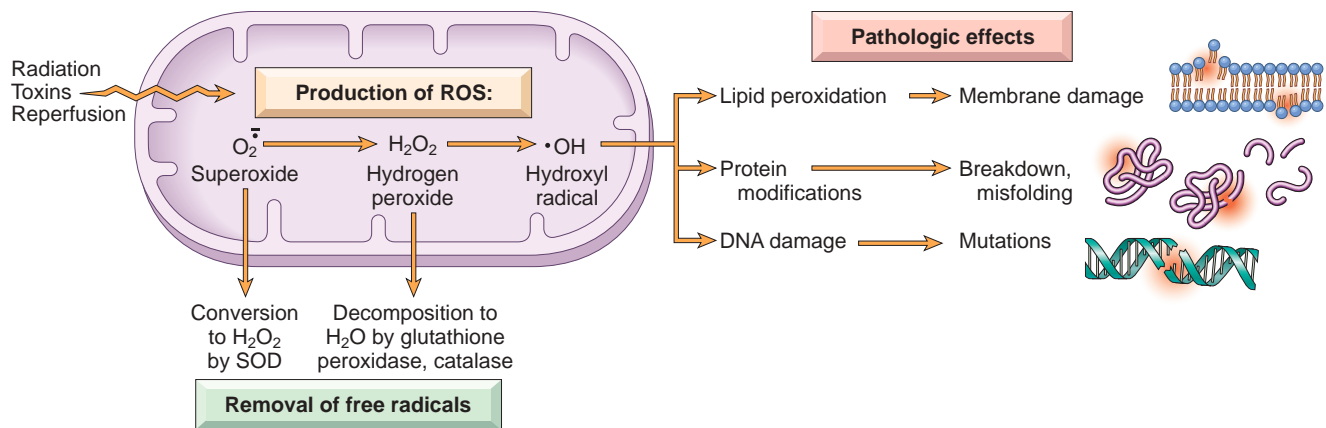 Pathologic effects
Radiation
Toxins
Reperfusion
Production of ROS:
O₂•̄
Superoxide
H₂O₂
Hydrogen
peroxide
•OH
Hydroxyl
radical
Lipid peroxidation
Membrane damage
Protein
modifications
Breakdown,
misfolding
DNA damage
Mutations
Conversion
to H₂O₂
by SOD
Decomposition to
H₂O by glutathione
peroxidase, catalase
Removal of free radicals